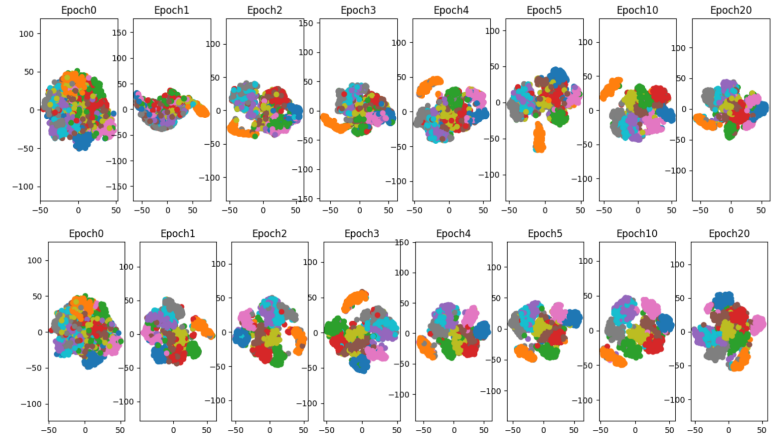 Epoch0 Epoch1 Epoch2 Epoch3 Epoch4 Epoch5 Epoch10 Epoch20
100 150 100 150 100 100 100 100
50 100 50 100 50 50 50 50
0 50 0 50 0 0 0 0
-50 0 -50 0 -50 -50 -50 -50
-100 -50 -100 -50 -100 -100 -100 -100
-100 -100
-150 -150
-50 0 50 -50 0 50 -50 0 50 -50 0 50 -50 0 50 -50 0 50 -50 0 50 -50 0 50
Epoch0 Epoch1 Epoch2 Epoch3 Epoch4 Epoch5 Epoch10 Epoch20
100 100 100 100 150 100 100 100
50 50 50 50 100 50 50 50
0 0 0 0 50 0 0 0
-50 -50 -50 -50 0 -50 -50 -50
-100 -100 -100 -100 -50 -100 -100 -100
-100
-50 0 50 0 50 -50 0 50 -50 0 50 -50 0 50 -50 0 50 -50 0 50 -50 0 50